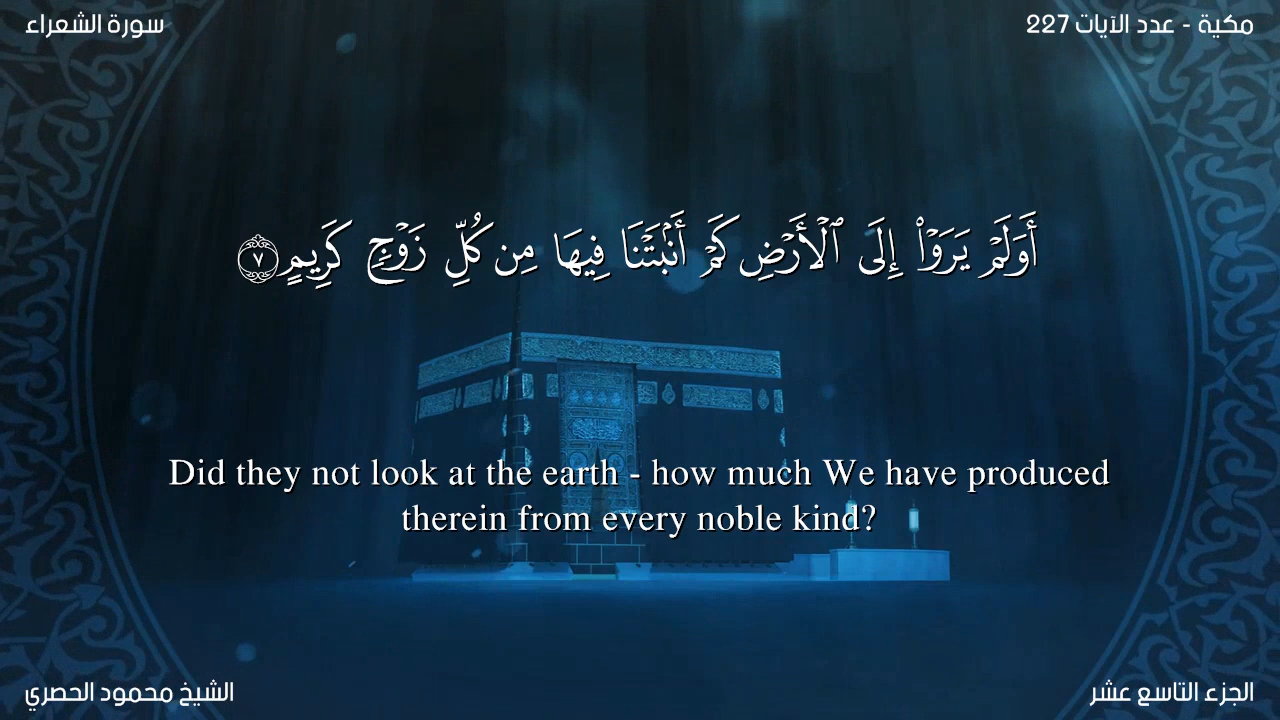 سورة الشعراء
مكية - عدد الآيات 227
أَوَلَمْ يَرَوْا۟ إِلَى ٱلْأَرْضِ كَمْ أَنۢبَتْنَا فِيهَا مِن كُلِّ زَوْجٍ كَرِيمٍ ٧
Did they not look at the earth - how much We have produced
therein from every noble kind?
الشيخ محمود الحصري
الجزء التاسع عشر